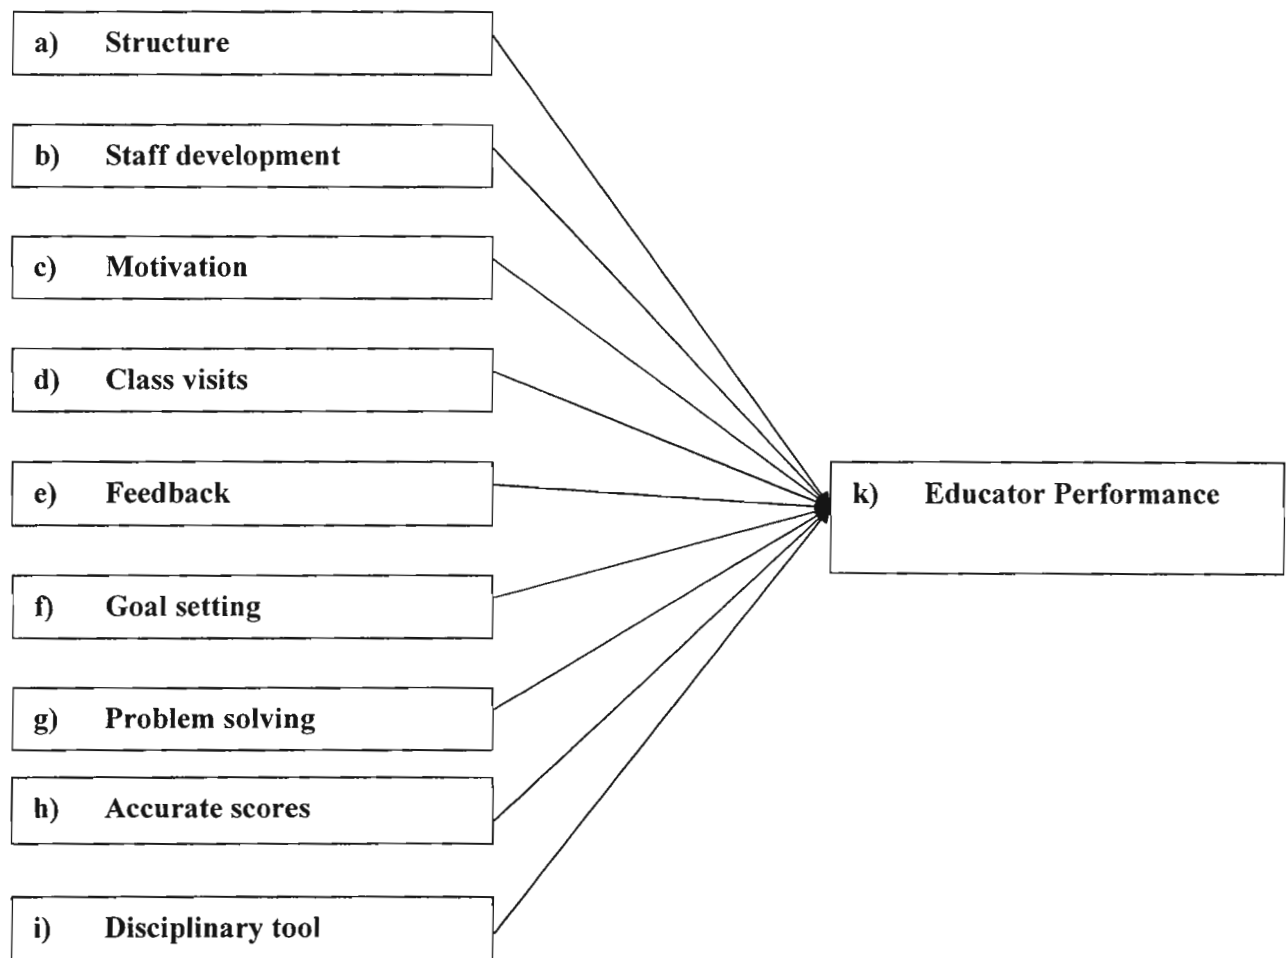 a) Structure
b) Staff development
c) Motivation
d) Class visits
e) Feedback
k) Educator Performance
f) Goal setting
g) Problem solving
h) Accurate scores
i) Disciplinary tool